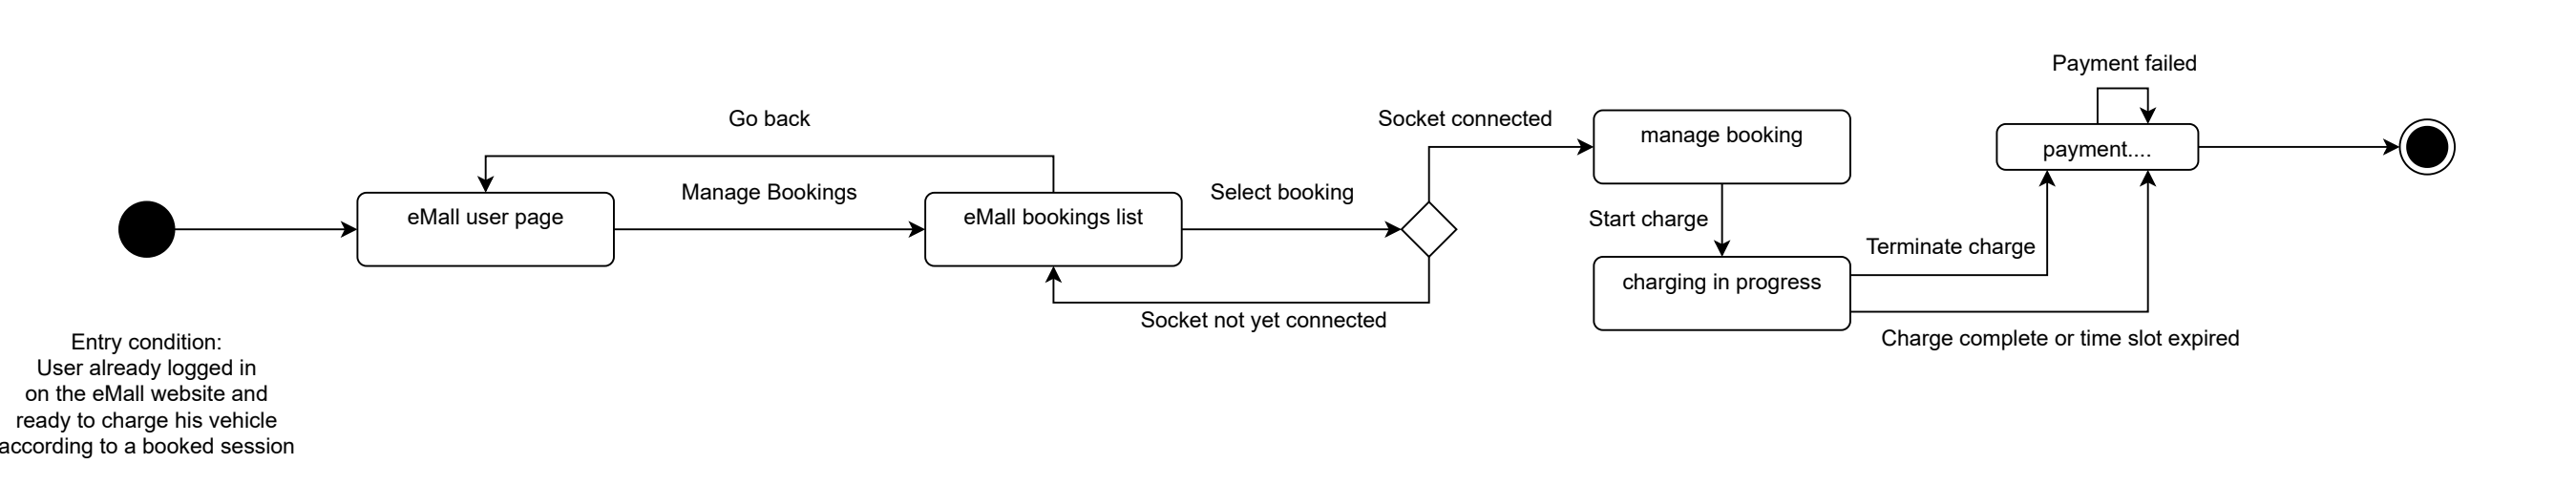 Payment failed
Go back
Socket connected
manage booking
payment....
eMall user page
Manage Bookings
eMall bookings list
Select booking
Start charge
Terminate charge
charging in progress
Socket not yet connected
Charge complete or time slot expired
Entry condition:
User already logged in
on the eMall website and
ready to charge his vehicle
according to a booked session